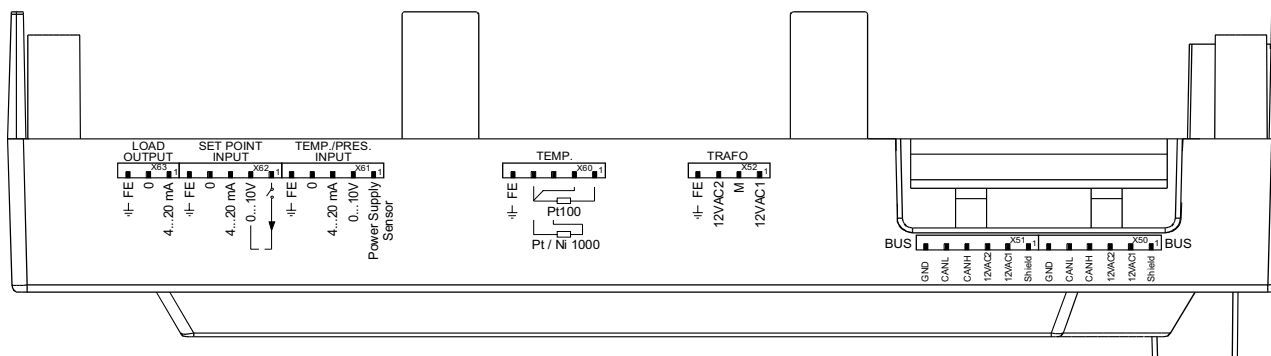 LOAD
OUTPUT
X63 1
FE
0
4...20 mA
SET POINT
INPUT
X62 1
FE
0
4...20 mA
0...10V
TEMP./PRES.
INPUT
X61 1
FE
0
4...20 mA
0...10V
Power Supply
Sensor
TEMP.
X60 1
FE
Pt100
Pt / Ni 1000
TRAFO
X52 1
FE
12VAC2
M
12VAC1
BUS
X51 1
GND
CANL
CANH
12VAC2
12VAC1
Shield
X50 1
BUS
GND
CANL
CANH
12VAC2
12VAC1
Shield